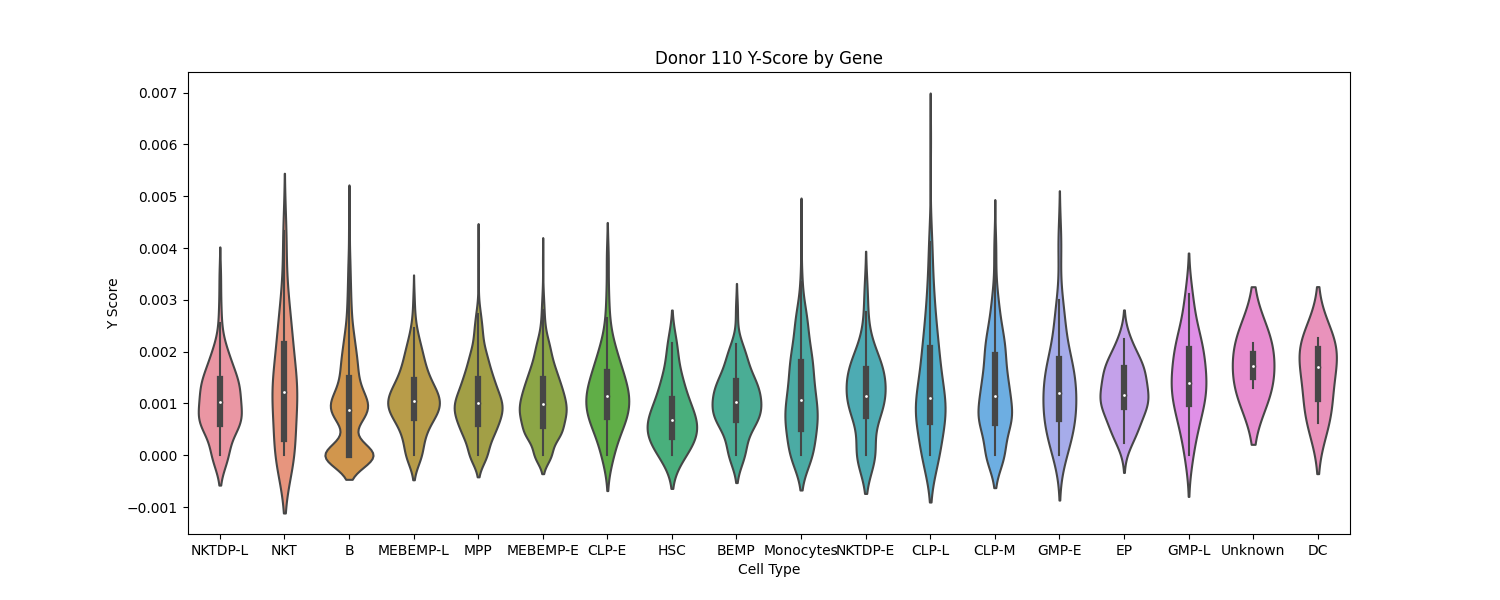 Donor 110 Y-Score by Gene
0.007
0.006
0.005
0.004
0.003
0.002
0.001
0.000
−0.001
Y Score
NKTDP-L NKT B MEBEMP-L MPP MEBEMP-E CLP-E HSC BEMP Monocytes NKTDP-E CLP-L CLP-M GMP-E EP GMP-L Unknown DC
Cell Type